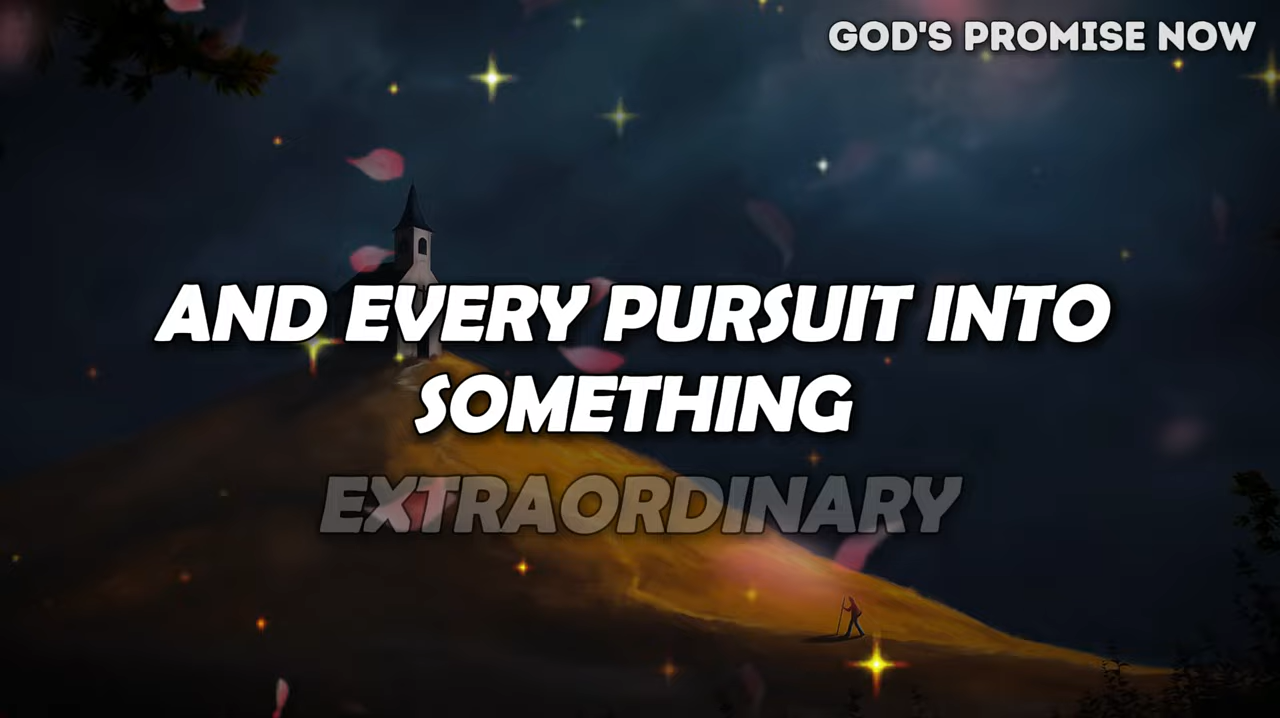 GOD'S PROMISE NOW
AND EVERY PURSUIT INTO
SOMETHING
EXTRAORDINARY